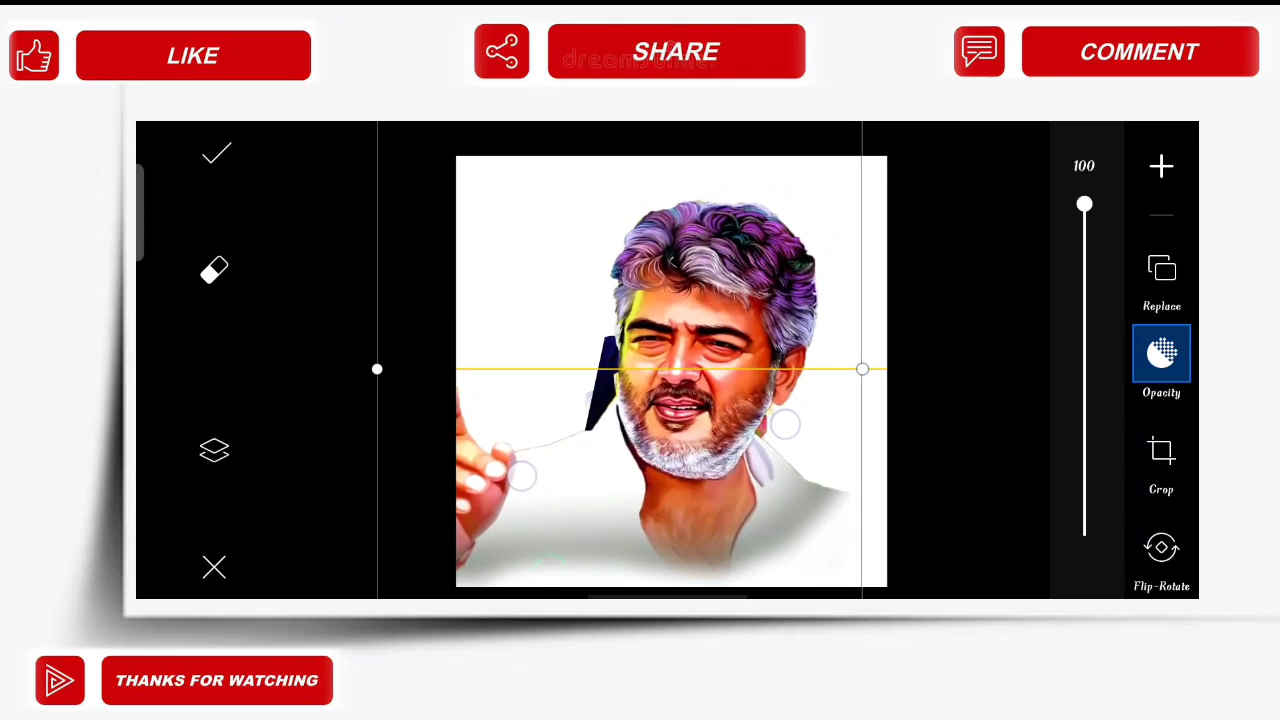 LIKE
SHARE
COMMENT
100
Replace
Opacity
Crop
Flip-Rotate
THANKS FOR WATCHING